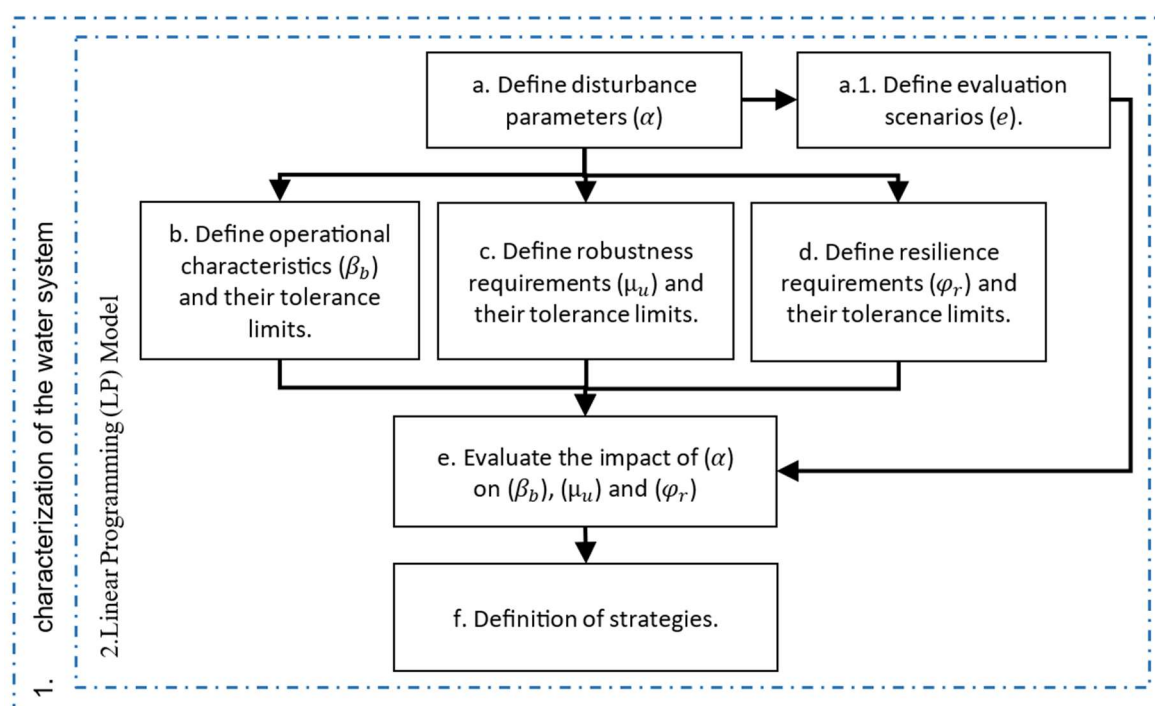 1. characterization of the water system
2.Linear Programming (LP) Model
a. Define disturbance
parameters (α)
a.1. Define evaluation
scenarios (e).
b. Define operational
characteristics (β_b)
and their tolerance
limits.
c. Define robustness
requirements (μ_u) and
their tolerance limits.
d. Define resilience
requirements (φ_r) and
their tolerance limits.
e. Evaluate the impact of (α)
on (β_b), (μ_u) and (φ_r)
f. Definition of strategies.